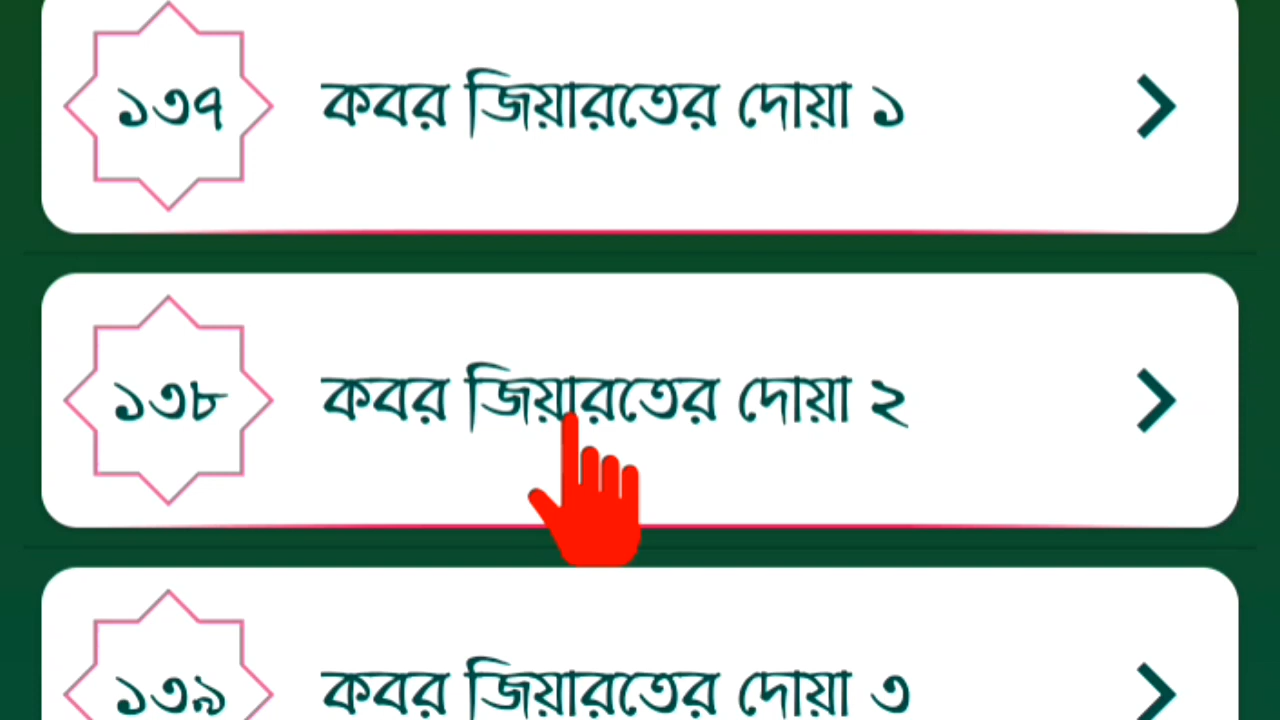 ১৩৭ কবর জিয়ারতের দোয়া ১
১৩৮ কবর জিয়ারতের দোয়া ২
১৩৯ কবর জিয়ারতের দোয়া ৩